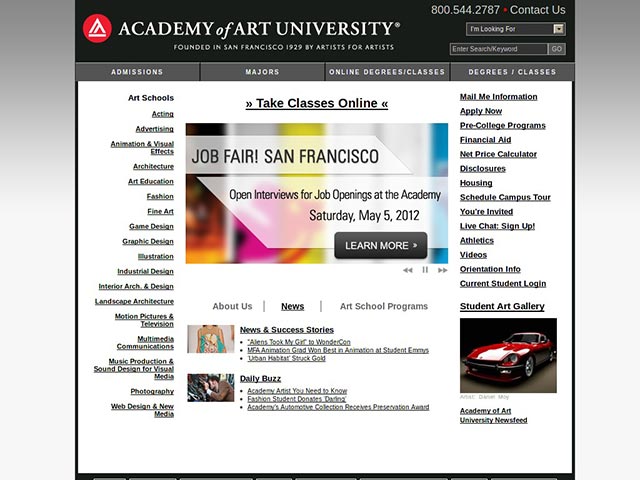 800.544.2787 Contact Us
ACADEMY of ART UNIVERSITY®
FOUNDED IN SAN FRANCISCO 1929 BY ARTISTS FOR ARTISTS
I'm Looking For
Enter Search/Keyword GO
ADMISSIONS MAJORS ONLINE DEGREES/CLASSES DEGREES / CLASSES
Art Schools
Acting
Advertising
Animation & Visual
Effects
Architecture
Art Education
Fashion
Fine Art
Game Design
Graphic Design
Illustration
Industrial Design
Interior Arch. & Design
Landscape Architecture
Motion Pictures &
Television
Multimedia
Communications
Music Production &
Sound Design for Visual
Media
Photography
Web Design & New
Media
» Take Classes Online «
JOB FAIR! SAN FRANCISCO
Open Interviews for Job Openings at the Academy
Saturday, May 5, 2012
LEARN MORE »
About Us News Art School Programs
News & Success Stories
"Aliens Took My Girl" to WonderCon
MFA Animation Grad Won Best in Animation at Student Emmys
'Urban Habitat' Struck Gold
Daily Buzz
Academy Artist You Need to Know
Fashion Student Donates 'Darling'
Academy's Automotive Collection Receives Preservation Award
Mail Me Information
Apply Now
Pre-College Programs
Financial Aid
Net Price Calculator
Disclosures
Housing
Schedule Campus Tour
You're Invited
Live Chat: Sign Up!
Athletics
Videos
Orientation Info
Current Student Login
Student Art Gallery
Artist: Daniel Moy
Academy of Art
University Newsfeed